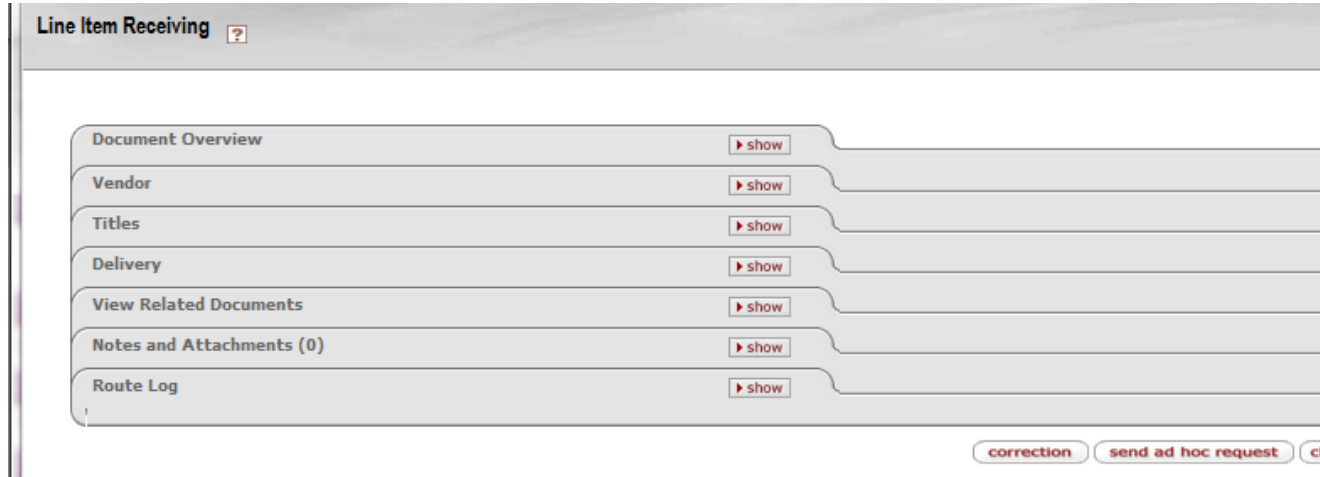 Line Item Receiving ?
Document Overview show
Vendor show
Titles show
Delivery show
View Related Documents show
Notes and Attachments (0) show
Route Log show
correction send ad hoc request